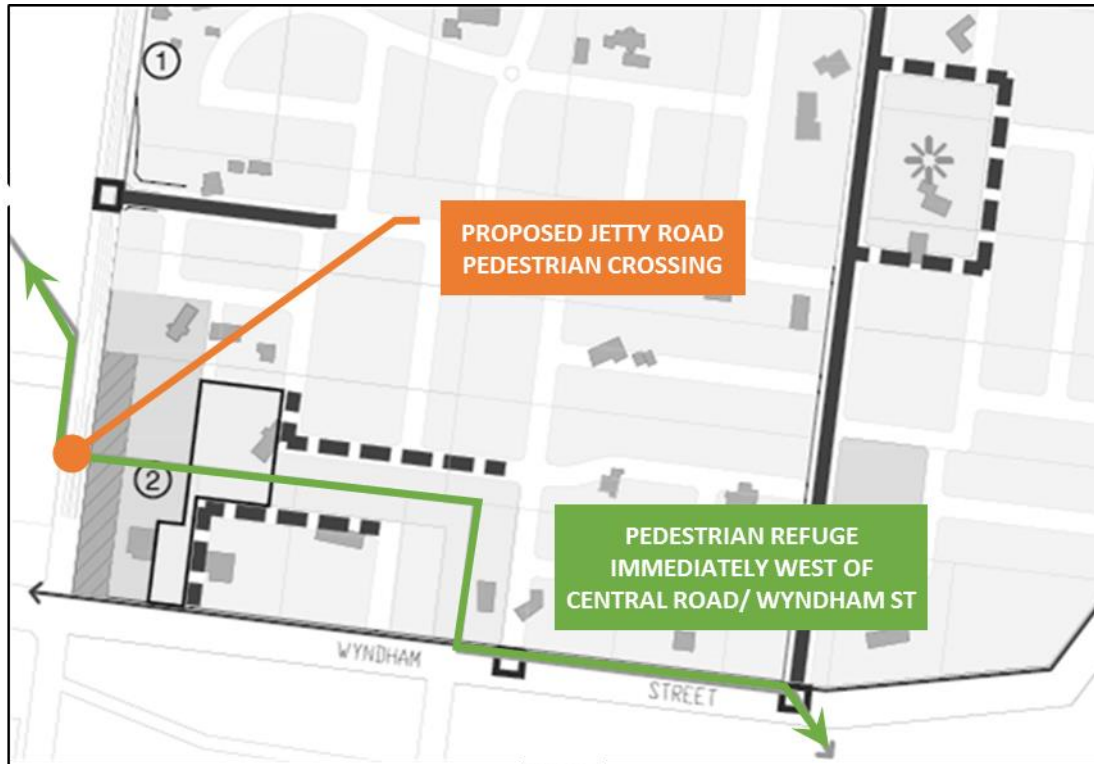 1
PROPOSED JETTY ROAD
PEDESTRIAN CROSSING
2
PEDESTRIAN REFUGE
IMMEDIATELY WEST OF
CENTRAL ROAD/ WYNDHAM ST
WYNDHAM
STREET